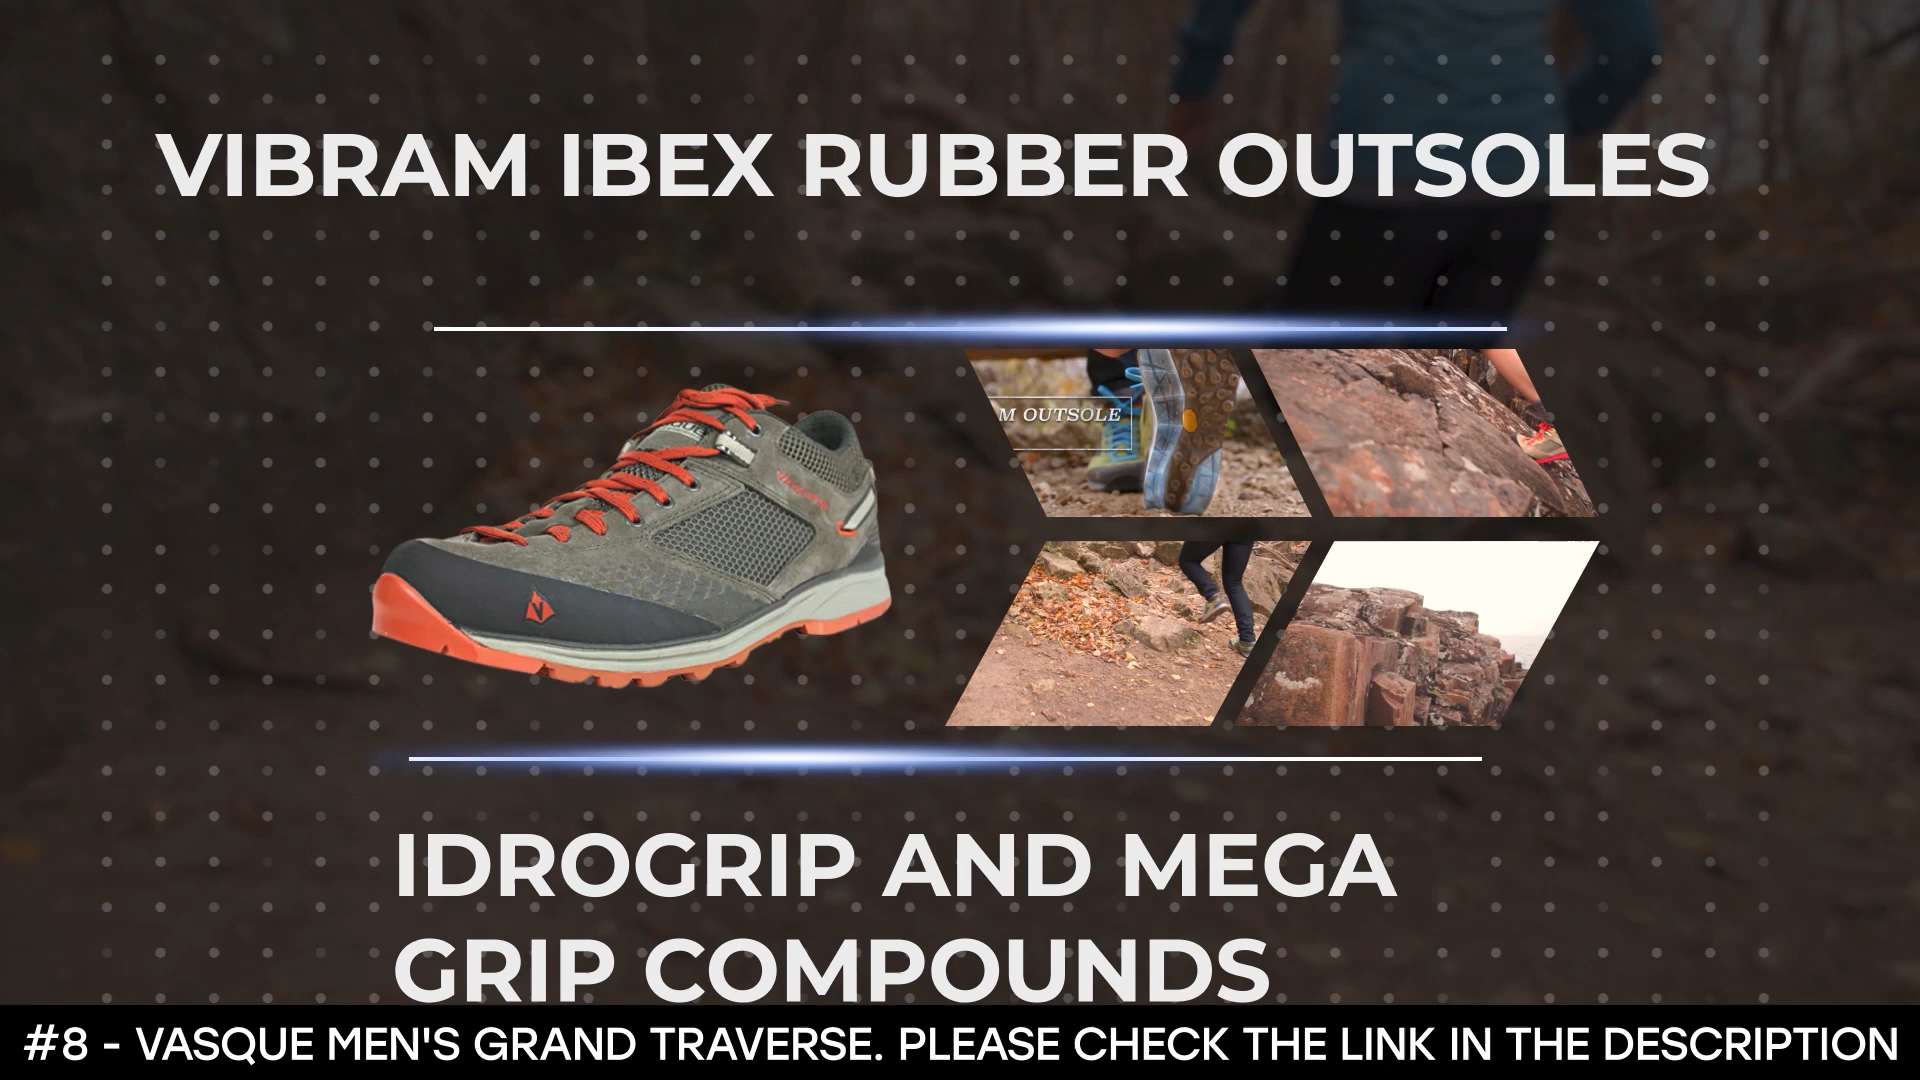 VIBRAM IBEX RUBBER OUTSOLES
M OUTSOLE
VASQUE
IDROGRIP AND MEGA
GRIP COMPOUNDS
#8 - VASQUE MEN'S GRAND TRAVERSE. PLEASE CHECK THE LINK IN THE DESCRIPTION